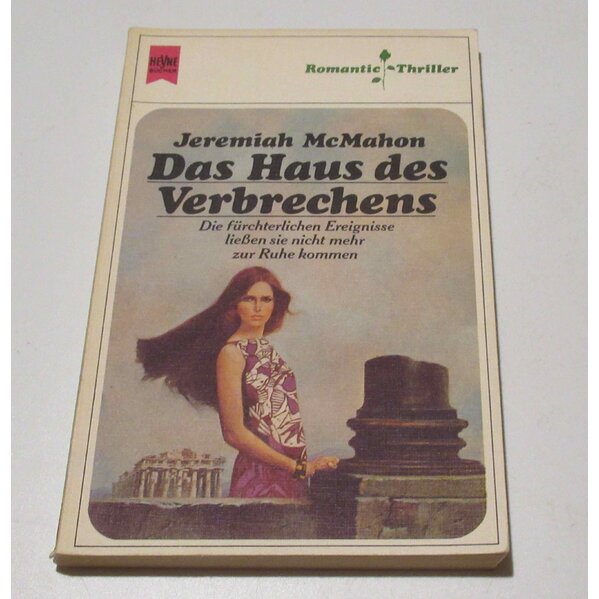 HEYNE
BÜCHER
Romantic Thriller
Jeremiah McMahon
Das Haus des
Verbrechens
Die fürchterlichen Ereignisse
ließen sie nicht mehr
zur Ruhe kommen